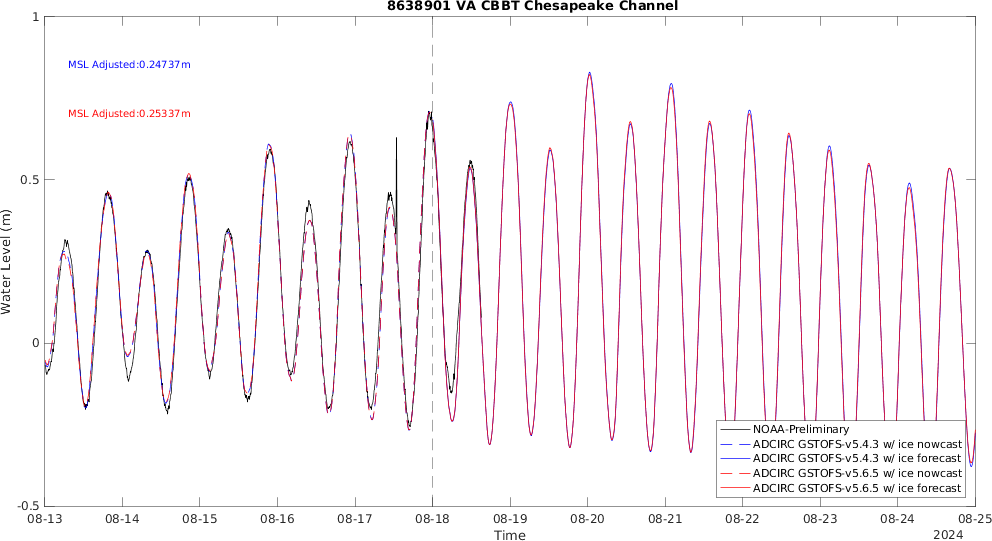 8638901 VA CBBT Chesapeake Channel
MSL Adjusted:0.24737m
MSL Adjusted:0.25337m
Water Level (m)
1
0.5
0
-0.5
NOAA-Preliminary
ADCIRC GSTOFS-v5.4.3 w/ ice nowcast
ADCIRC GSTOFS-v5.4.3 w/ ice forecast
ADCIRC GSTOFS-v5.6.5 w/ ice nowcast
ADCIRC GSTOFS-v5.6.5 w/ ice forecast
08-13 08-14 08-15 08-16 08-17 08-18 08-19 08-20 08-21 08-22 08-23 08-24 08-25
Time
2024